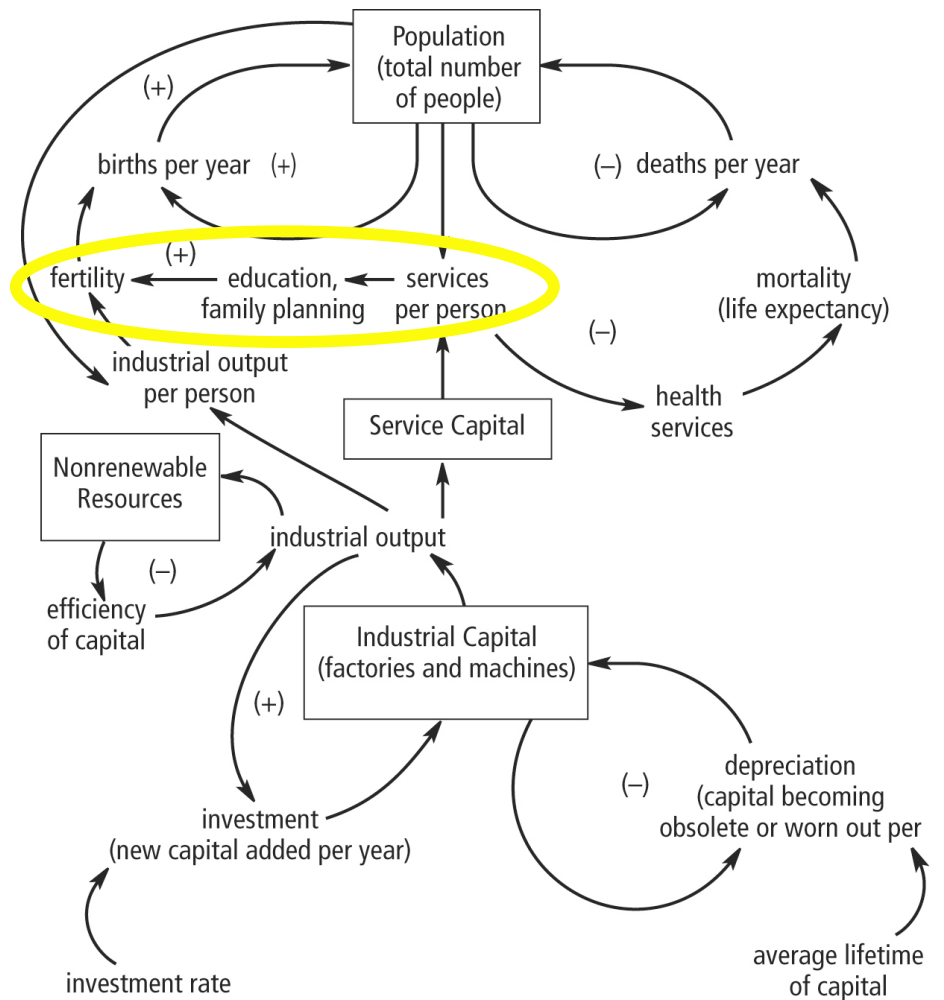 Population
(total number
of people)
(+)
births per year
(+)
(–)
deaths per year
(+)
fertility
education,
family planning
services
per person
mortality
(life expectancy)
(–)
industrial output
per person
health
services
Service Capital
Nonrenewable
Resources
industrial output
(–)
efficiency
of capital
Industrial Capital
(factories and machines)
(+)
depreciation
(capital becoming
obsolete or worn out per
(–)
investment
(new capital added per year)
investment rate
average lifetime
of capital